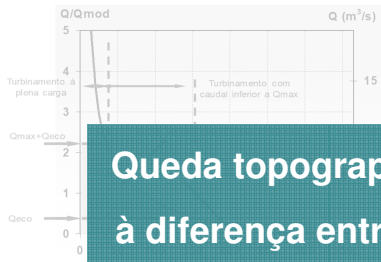 Q/Qmod
Q (m³/s)
5
4
Turbinamento à
plena carga
Turbinamento com
caudal inferior a Qmax
15
3
Qmax+Qeco
2
1
Qeco
0
0
Queda topograp
à diferença entr